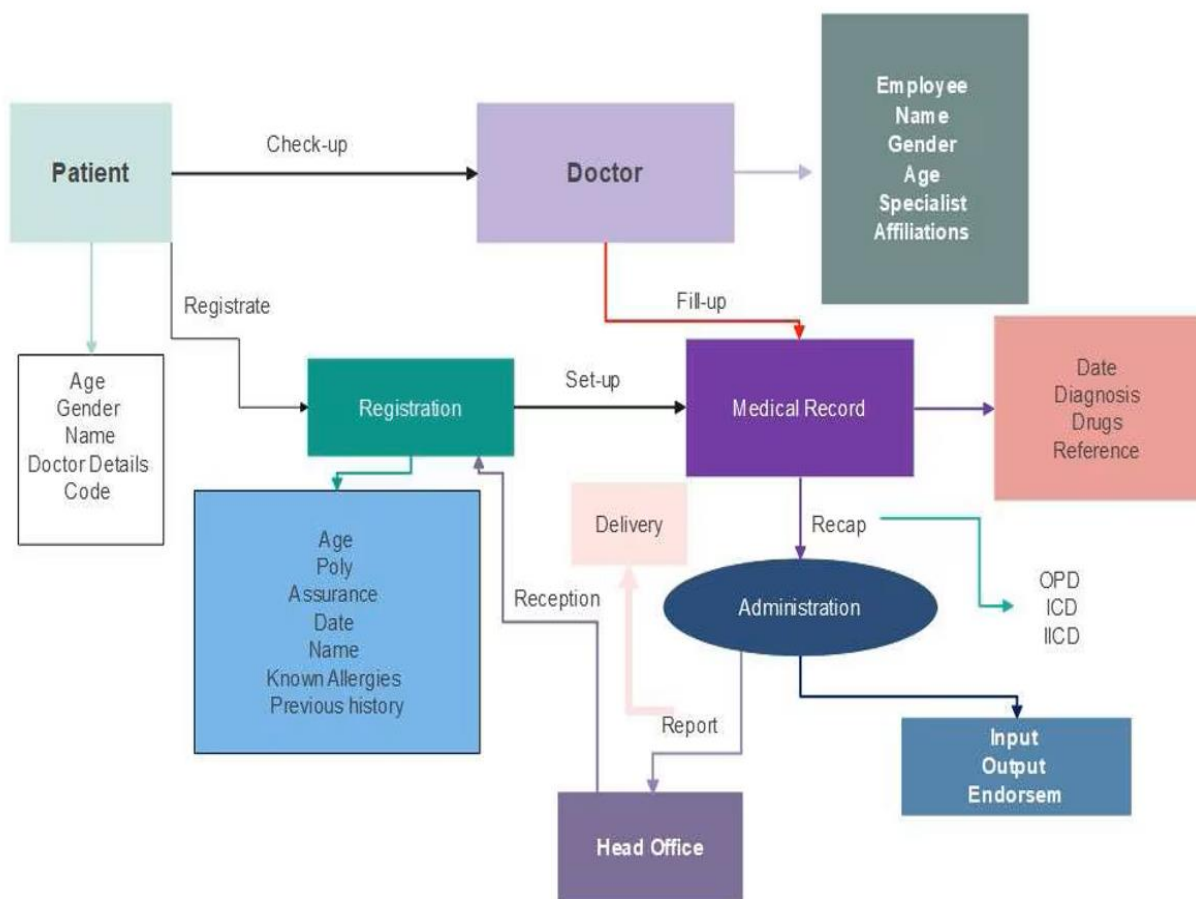 Patient
Check-up
Doctor
Employee
Name
Gender
Age
Specialist
Affiliations
Registrate
Fill-up
Age
Gender
Name
Doctor Details
Code
Registration
Set-up
Medical Record
Date
Diagnosis
Drugs
Reference
Age
Poly
Assurance
Date
Name
Known Allergies
Previous history
Reception
Delivery
Recap
Administration
OPD
ICD
IICD
Report
Input
Output
Endorsem
Head Office